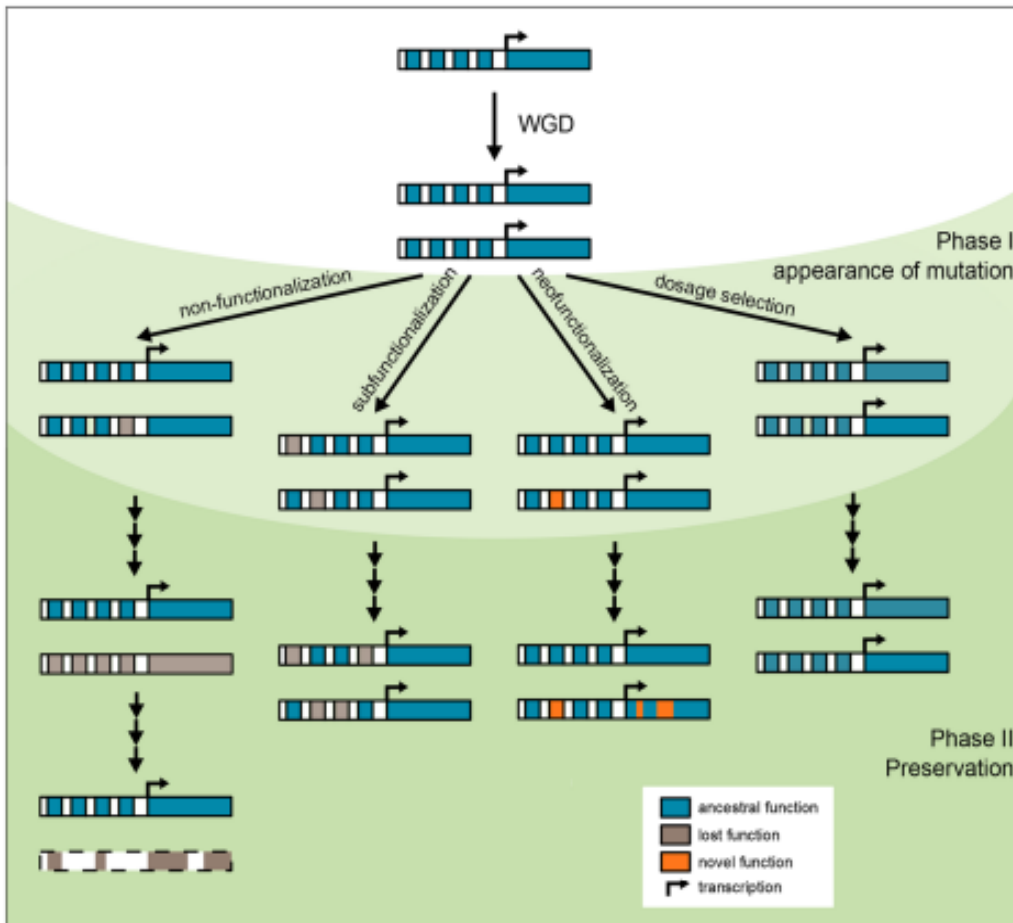 WGD
Phase I
appearance of mutation
non-functionalization
subfunctionalization
neofunctionalization
dosage selection
Phase II
Preservation
ancestral function
lost function
novel function
transcription